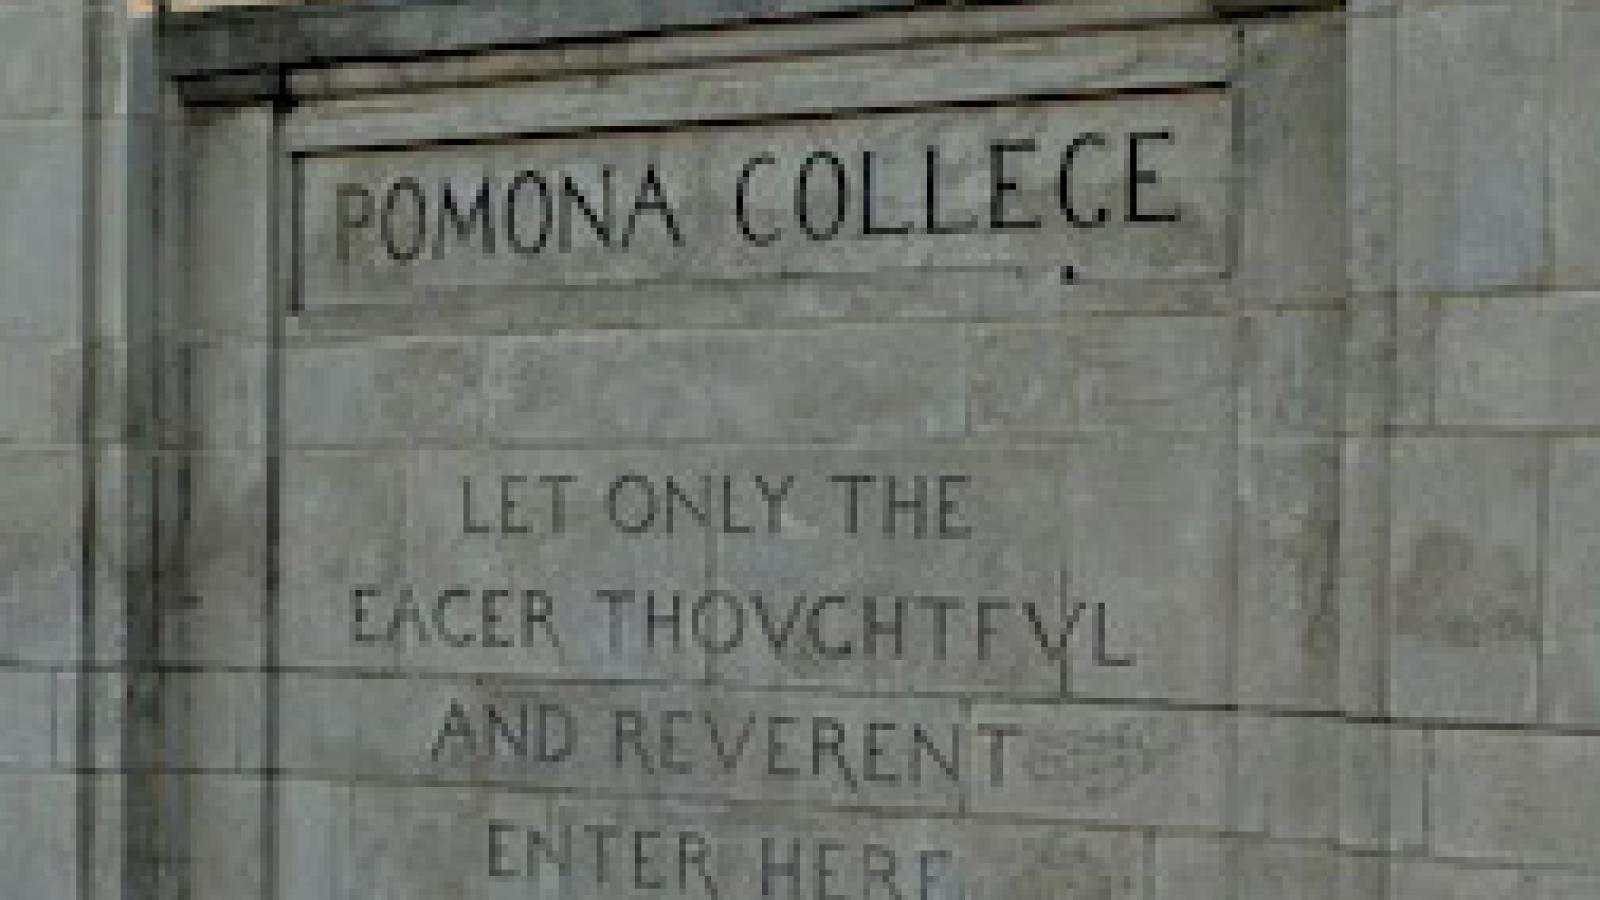 POMONA COLLEGE
LET ONLY THE
EAGER THOVGHTFVL
AND REVERENT
ENTER HERE